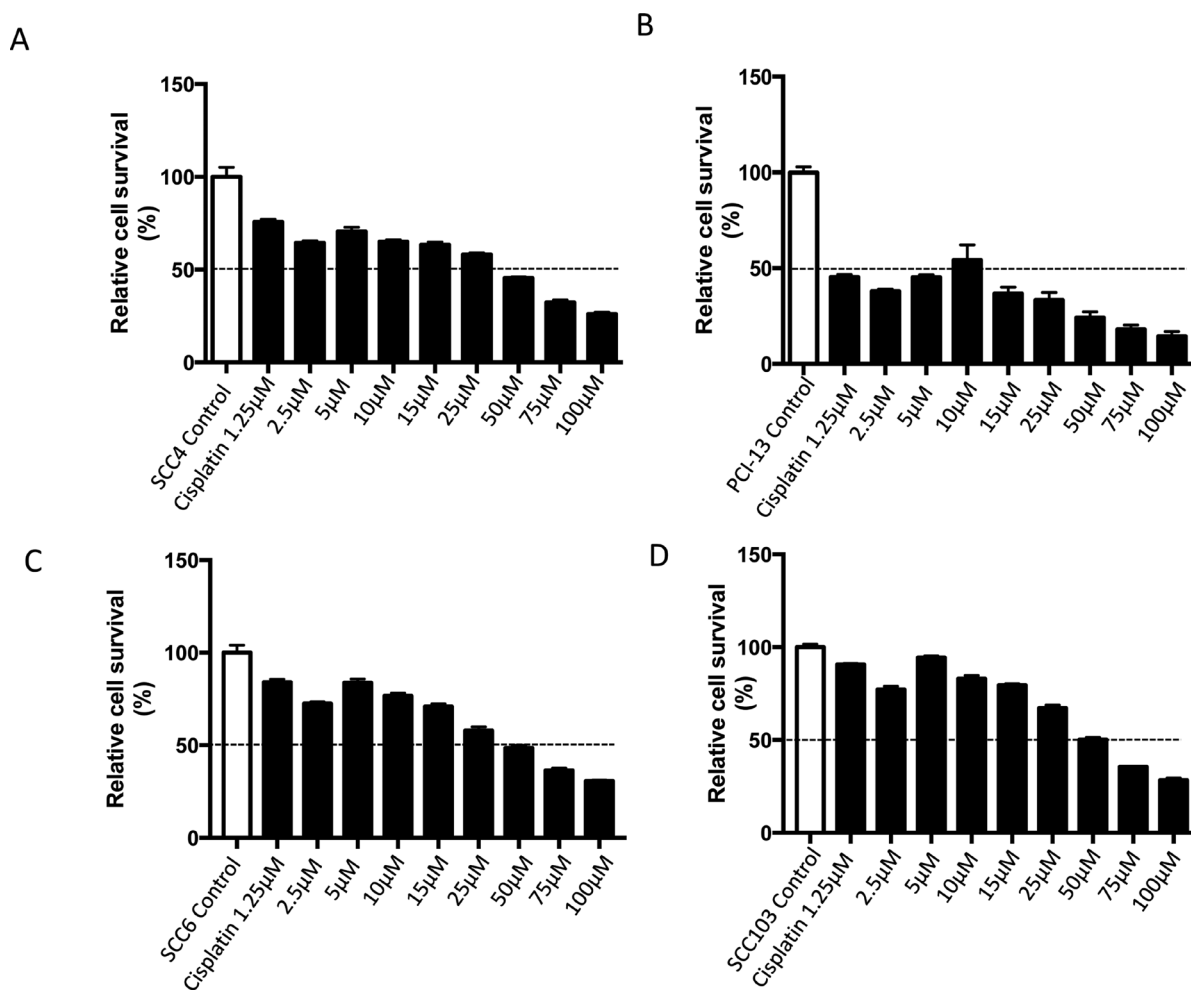 A
Relative cell survival
(%)
150
100
50
0
SCC4 Control
Cisplatin 1.25µM
2.5µM
5µM
10µM
15µM
25µM
50µM
75µM
100µM
B
Relative cell survival
(%)
150
100
50
0
PCI-13 Control
Cisplatin 1.25µM
2.5µM
5µM
10µM
15µM
25µM
50µM
75µM
100µM
C
Relative cell survival
(%)
150
100
50
0
SCC6 Control
Cisplatin 1.25µM
2.5µM
5µM
10µM
15µM
25µM
50µM
75µM
100µM
D
Relative cell survival
(%)
150
100
50
0
SCC103 Control
Cisplatin 1.25µM
2.5µM
5µM
10µM
15µM
25µM
50µM
75µM
100µM